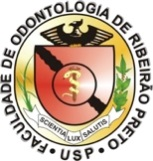 FACULDADE DE ODONTOLOGIA DE RIBEIRÃO PRETO
SCIENTIA LUX SALUTIS
• USP •